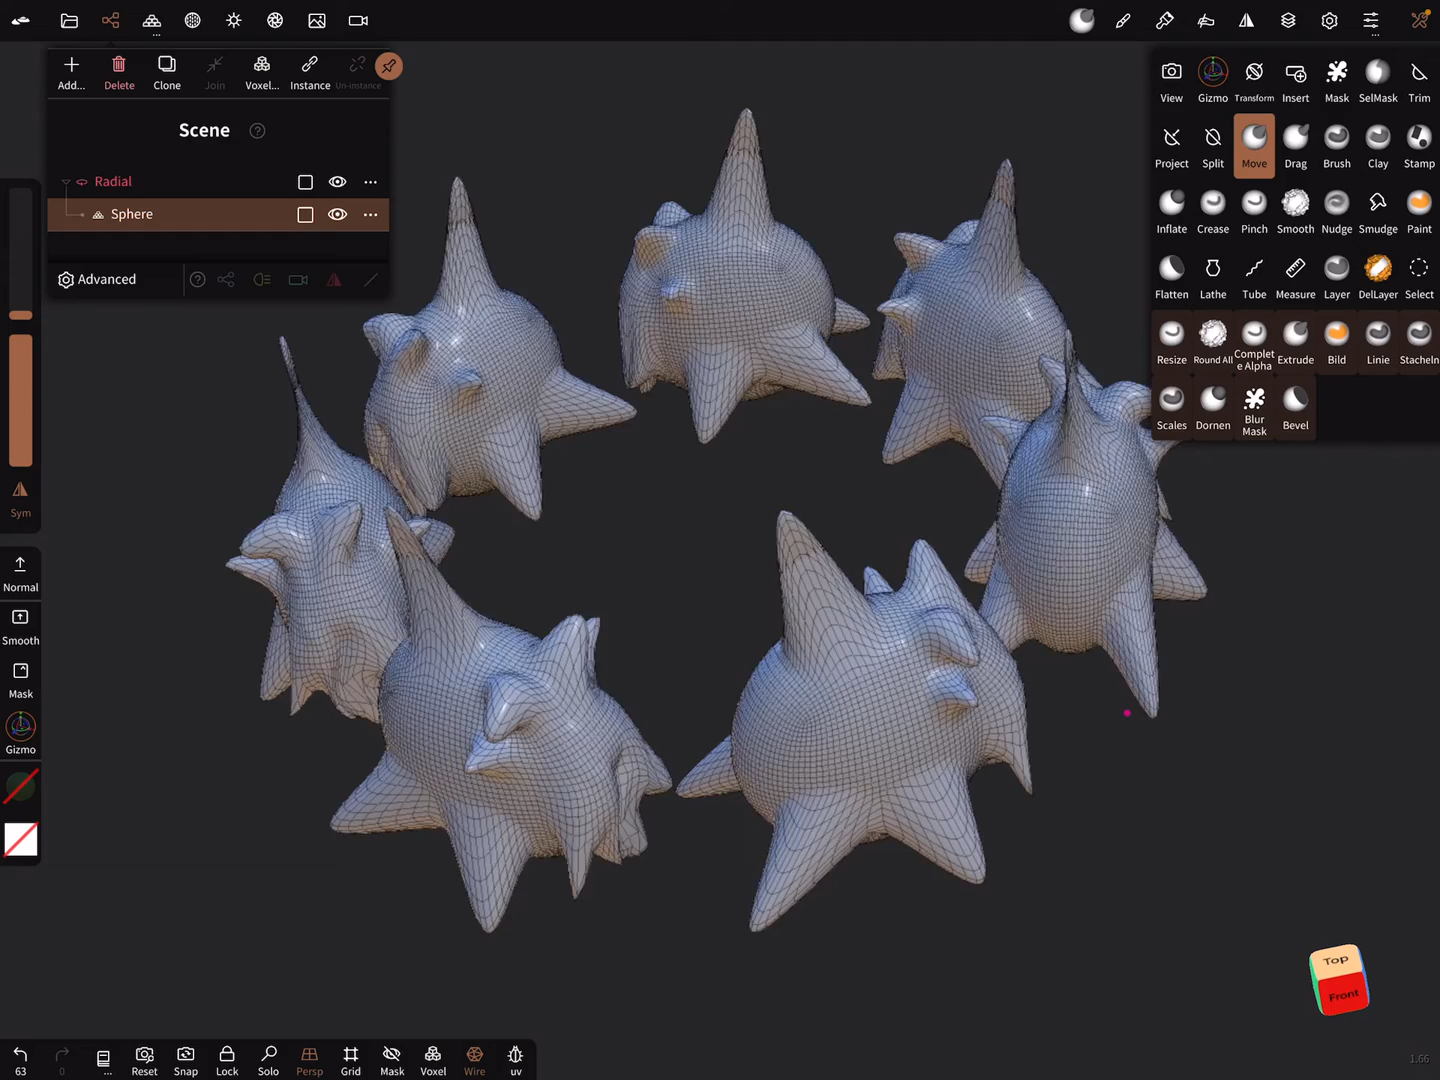 ...
Add...
Delete
Clone
Join
Voxel...
Instance
Un-instance
Scene ?
Radial ...
Sphere ...
Advanced
?
View
Gizmo
Transform
Insert
Mask
SelMask
Trim
Project
Split
Move
Drag
Brush
Clay
Stamp
Inflate
Crease
Pinch
Smooth
Nudge
Smudge
Paint
Flatten
Lathe
Tube
Measure
Layer
DelLayer
Select
Resize
Round All
Complet
e Alpha
Extrude
Bild
Linie
Stacheln
Scales
Dornen
Blur
Mask
Bevel
Sym
Normal
Smooth
Mask
Gizmo
Top
Front
63
0
...
Reset
Snap
Lock
Solo
Persp
Grid
Mask
Voxel
Wire
uv
1.66